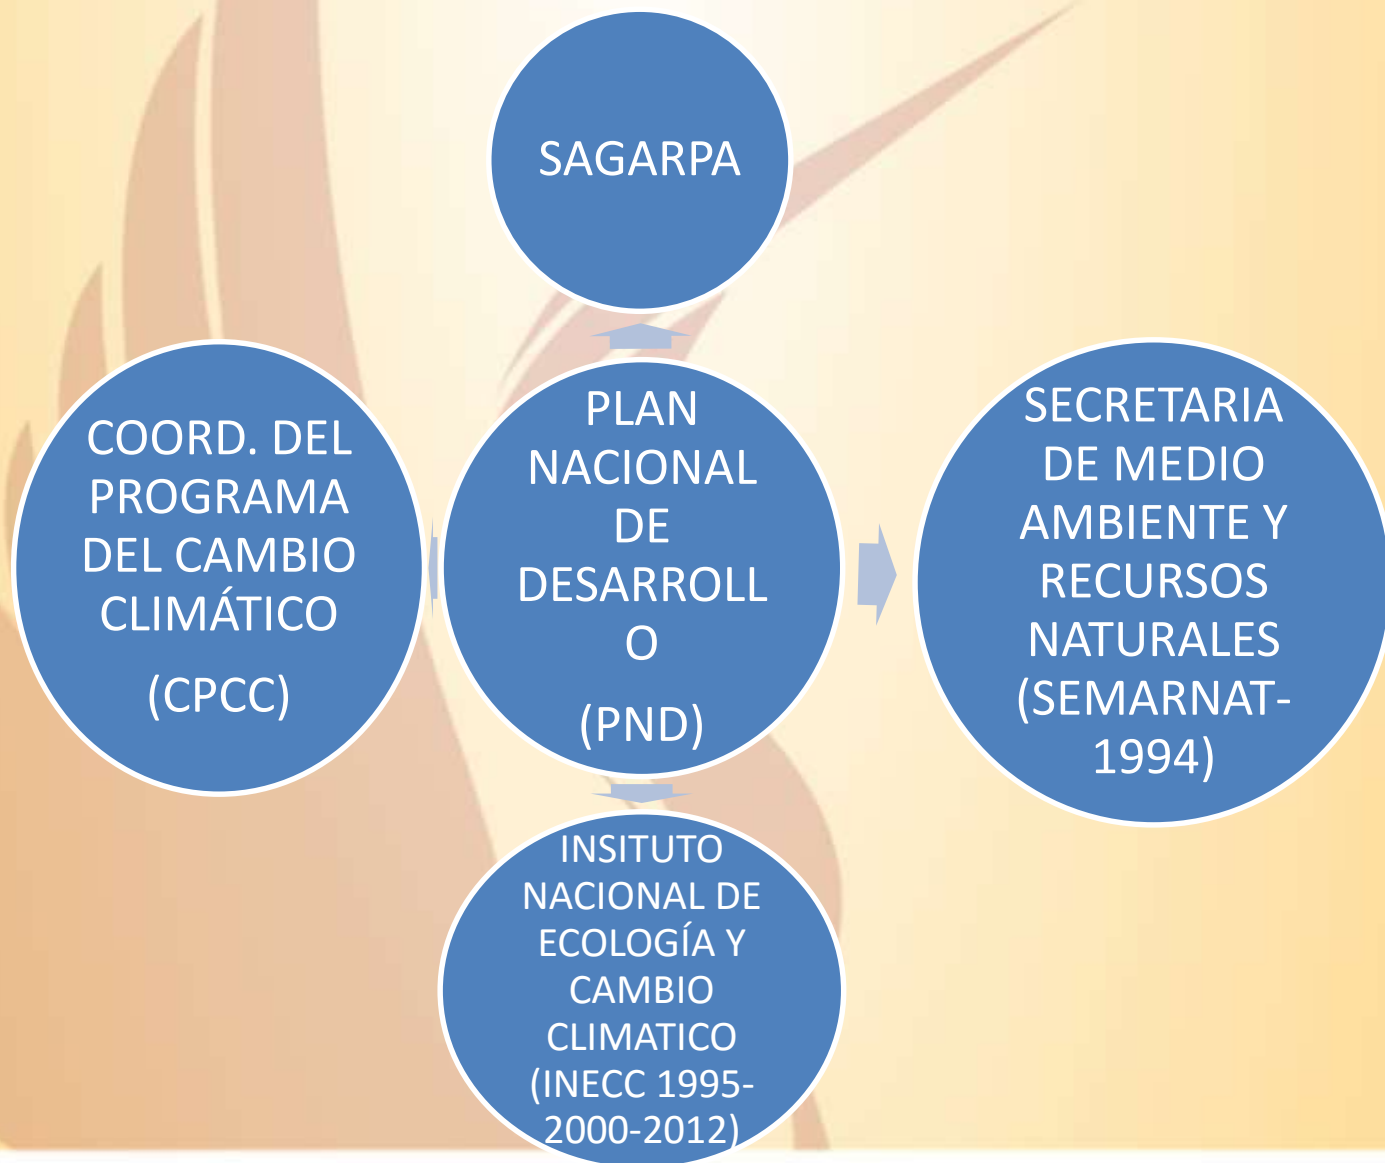 SAGARPA
COORD. DEL
PROGRAMA
DEL CAMBIO
CLIMÁTICO
(CPCC)
PLAN
NACIONAL
DE
DESARROLL
O
(PND)
SECRETARIA
DE MEDIO
AMBIENTE Y
RECURSOS
NATURALES
(SEMARNAT-
1994)
INSITUTO
NACIONAL DE
ECOLOGÍA Y
CAMBIO
CLIMATICO
(INECC 1995-
2000-2012)